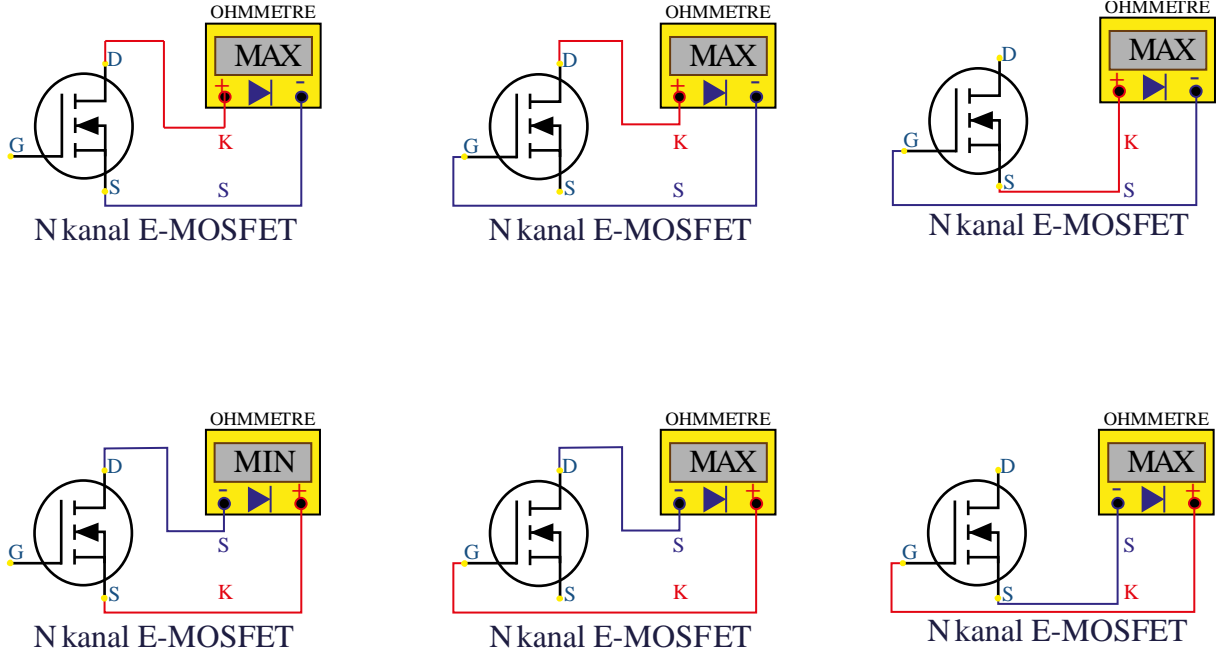 OHMMETRE
MAX
D
+
-
G
K
S
S
N kanal E-MOSFET
OHMMETRE
MAX
D
+
-
G
K
S
S
N kanal E-MOSFET
OHMMETRE
MAX
D
+
-
G
K
S
S
N kanal E-MOSFET
OHMMETRE
MIN
D
-
+
G
S
S
K
N kanal E-MOSFET
OHMMETRE
MAX
D
-
+
G
S
S
K
N kanal E-MOSFET
OHMMETRE
MAX
D
-
+
G
S
S
K
N kanal E-MOSFET